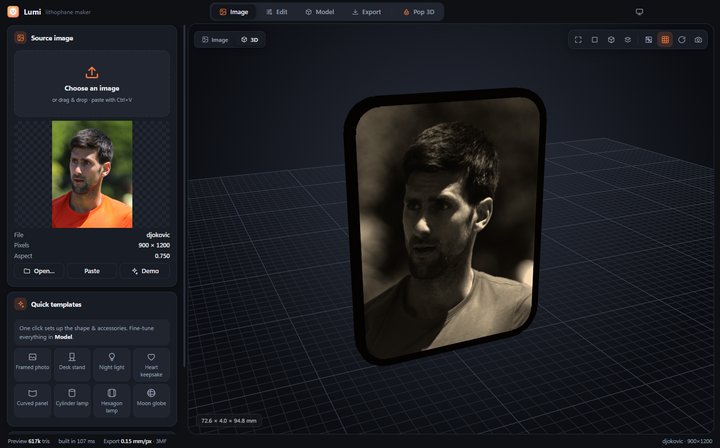 Lumi lithophane maker
Image Edit Model Export Pop 3D
Source image
Choose an image
or drag & drop · paste with Ctrl+V
File djokovic
Pixels 900 × 1200
Aspect 0.750
Open... Paste Demo
Quick templates
One click sets up the shape & accessories. Fine-tune
everything in Model.
Framed photo Desk stand Night light Heart keepsake
Curved panel Cylinder lamp Hexagon lamp Moon globe
Image 3D
72.6 × 4.0 × 94.8 mm
Preview 617k tris built in 107 ms Export 0.15 mm/px · 3MF
djokovic · 900×1200